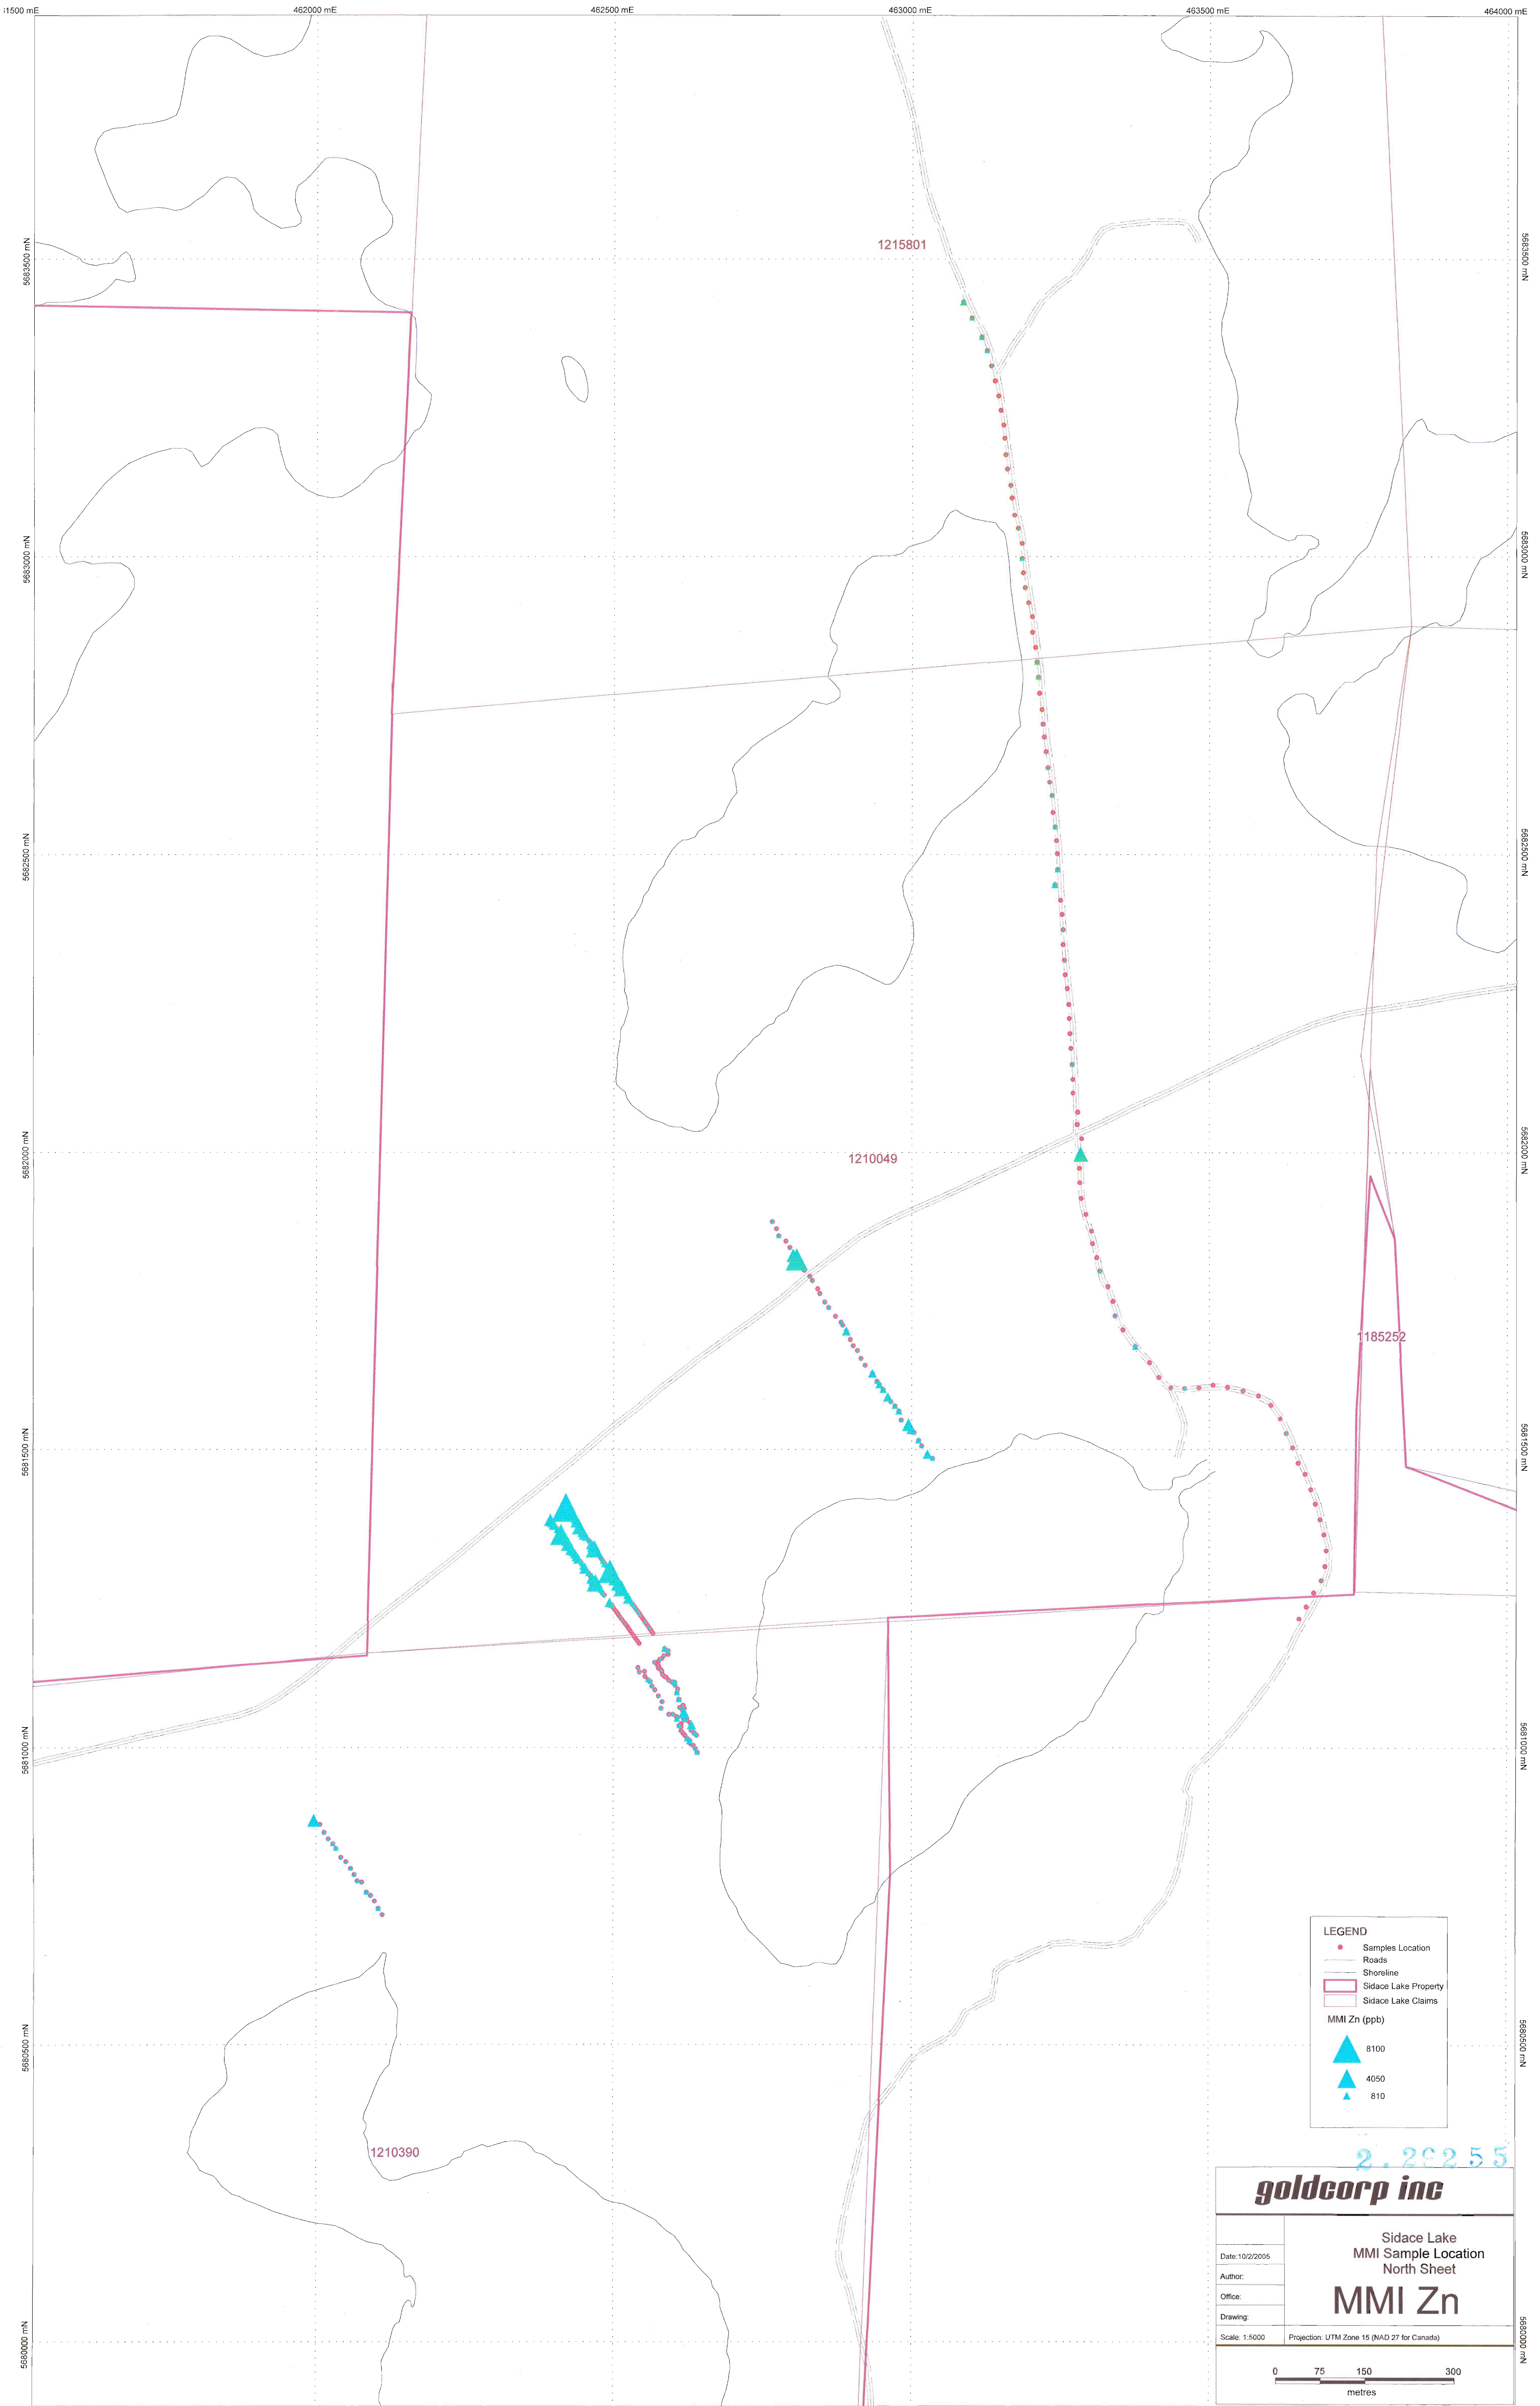 61500 mE
462000 mE
462500 mE
463000 mE
463500 mE
464000 mE
5683500 mN
5683500 mN
1215801
5683000 mN
5683000 mN
5682500 mN
5682500 mN
5682000 mN
5682000 mN
1210049
1185252
5681500 mN
5681500 mN
5681000 mN
5681000 mN
5680500 mN
5680500 mN
1210390
5680000 mN
5680000 mN
LEGEND
Samples Location
Roads
Shoreline
Sidace Lake Property
Sidace Lake Claims
MMI Zn (ppb)
8100
4050
810
goldcorp inc
Sidace Lake
MMI Sample Location
North Sheet
MMI Zn
Date:10/2/2005
Author:
Office:
Drawing:
Scale: 1:5000
Projection: UTM Zone 15 (NAD 27 for Canada)
0 75 150 300
metres